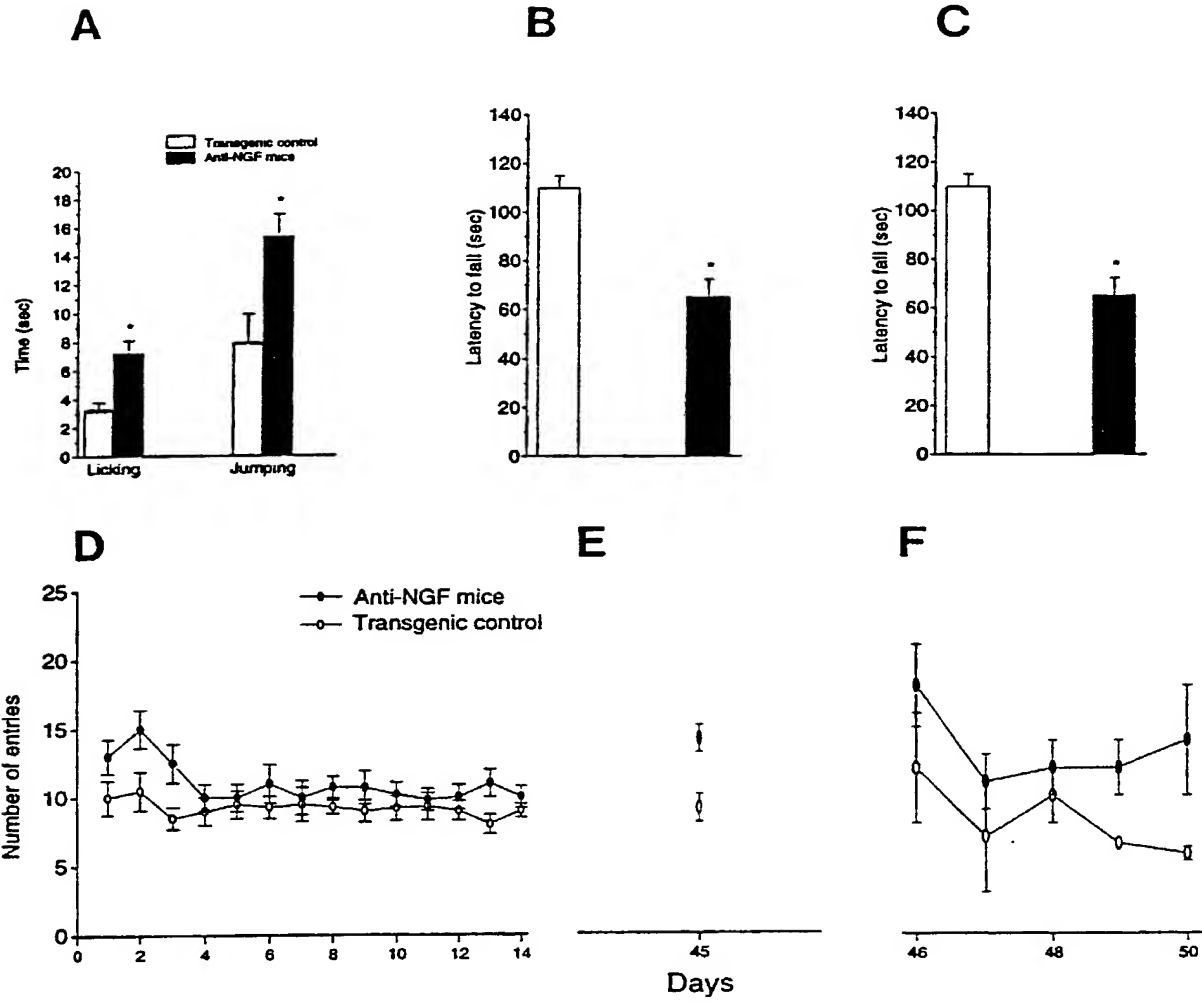 A
B
C
Transgenic control
Anti-NGF mice
Time (sec)
20
18
16
14
12
10
8
6
4
2
0
*
*
Licking
Jumping
Latency to fall (sec)
140
120
100
80
60
40
20
0
*
Latency to fall (sec)
140
120
100
80
60
40
20
0
*
D
E
F
Anti-NGF mice
Transgenic control
Number of entries
25
20
15
10
5
0
0 2 4 6 8 10 12 14
45
46 48 50
Days